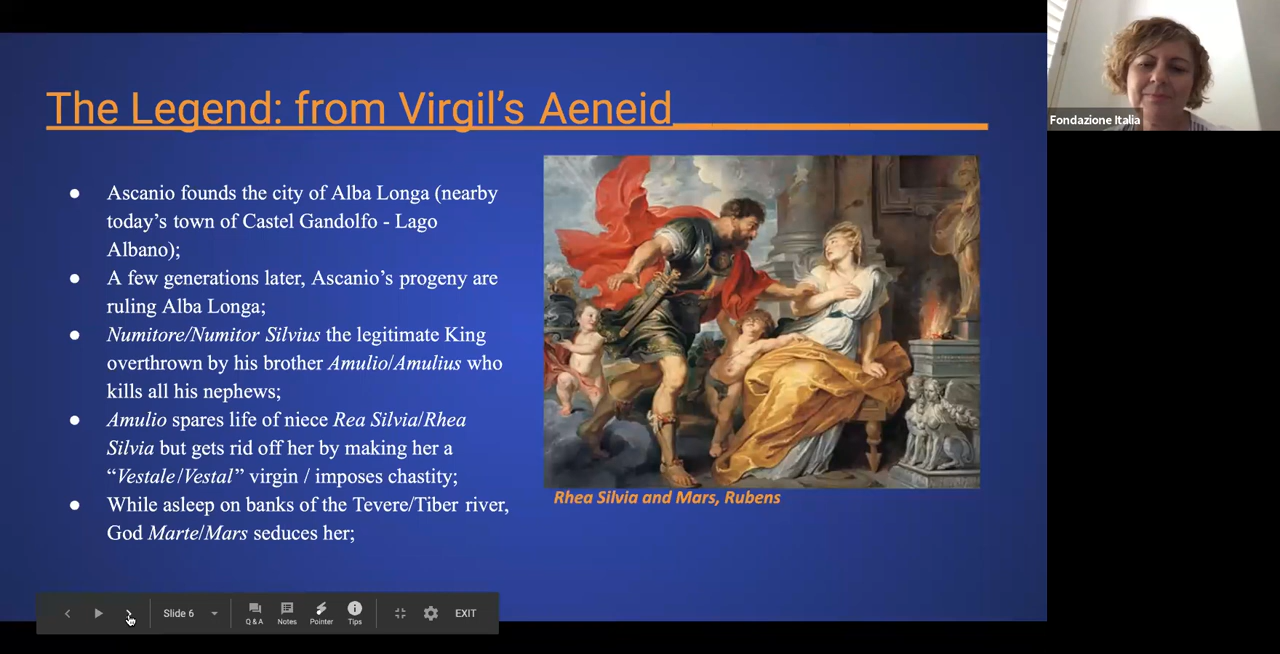 The Legend: from Virgil's Aeneid
● Ascanio founds the city of Alba Longa (nearby
today's town of Castel Gandolfo - Lago
Albano);
● A few generations later, Ascanio's progeny are
ruling Alba Longa;
● Numitore/Numitor Silvius the legitimate King
overthrown by his brother Amulio/Amulius who
kills all his nephews;
● Amulio spares life of niece Rea Silvia/Rhea
Silvia but gets rid off her by making her a
“Vestale/Vestal” virgin / imposes chastity;
● While asleep on banks of the Tevere/Tiber river,
God Marte/Mars seduces her;
Rhea Silvia and Mars, Rubens
Fondazione Italia
Slide 6
Q & A
Notes
Pointer
Tips
EXIT